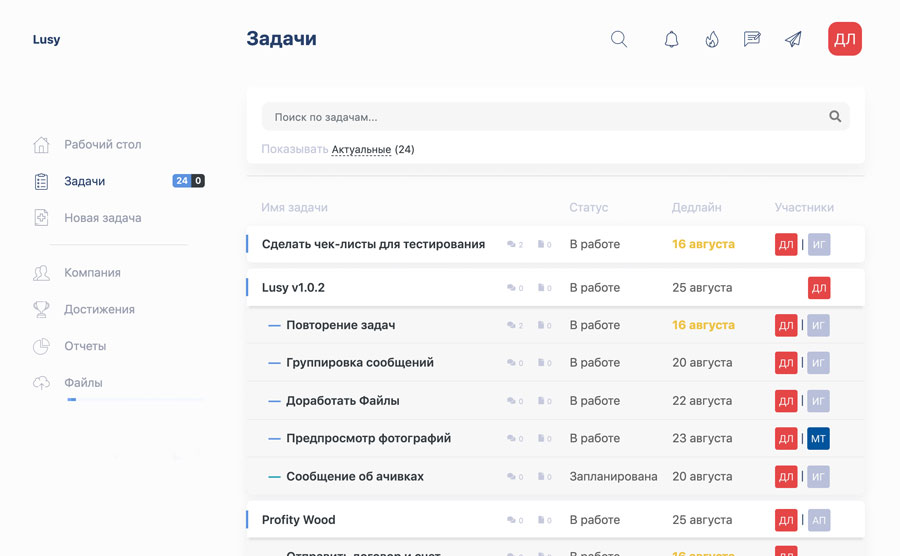 Lusy
Задачи
ДЛ
Рабочий стол
Задачи 24 0
Новая задача
Компания
Достижения
Отчеты
Файлы
Поиск по задачам...
Показывать Актуальные (24)
Имя задачи Статус Дедлайн Участники
Сделать чек-листы для тестирования 2 0 В работе 16 августа ДЛ | ИГ
Lusy v1.0.2 0 0 В работе 25 августа ДЛ
— Повторение задач 2 0 В работе 16 августа ДЛ | ИГ
— Группировка сообщений 0 0 В работе 20 августа ДЛ | ИГ
— Доработать Файлы 0 0 В работе 22 августа ДЛ | ИГ
— Предпросмотр фотографий 0 0 В работе 23 августа ДЛ | МТ
— Сообщение об ачивках 0 0 Запланирована 20 августа ДЛ | ИГ
Profity Wood 0 0 В работе 25 августа ДЛ | АП
Отправить договор и счет В работе 16 августа ДЛ